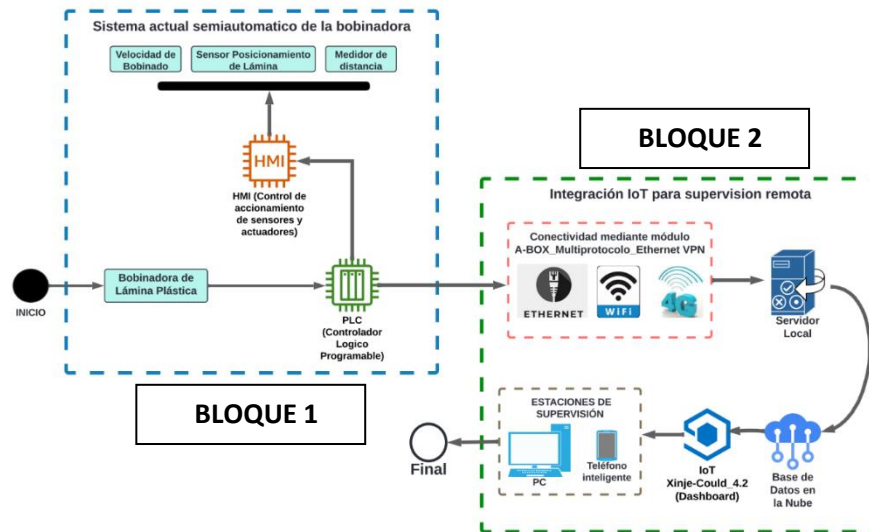 Sistema actual semiautomatico de la bobinadora
Velocidad de
Bobinado
Sensor Posicionamiento
de Lámina
Medidor de
distancia
HMI
HMI (Control de
accionamiento
de sensores y
actuadores)
INICIO
Bobinadora de
Lámina Plástica
PLC
(Controlador
Logico
Programable)
BLOQUE 1
BLOQUE 2
Integración IoT para supervision remota
Conectividad mediante módulo
A-BOX_Multiprotocolo_Ethernet VPN
ETHERNET
WiFi
4G
Servidor
Local
Base de
Datos en
la Nube
IoT
Xinje-Could_4.2
(Dashboard)
ESTACIONES DE
SUPERVISIÓN
PC
Teléfono
inteligente
Final